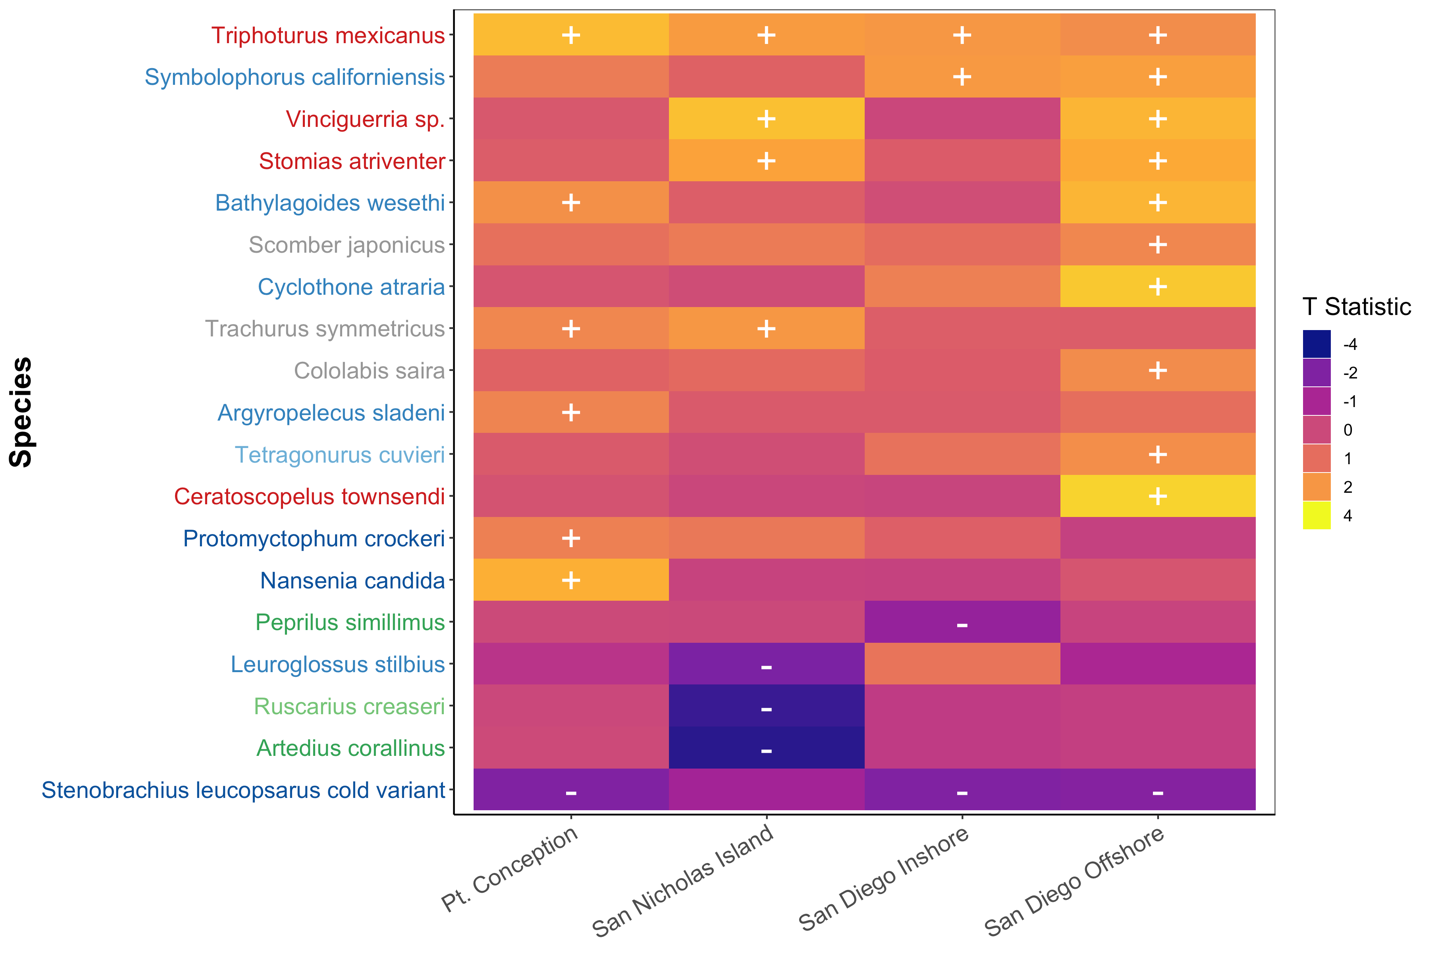 Triphoturus mexicanus + + + +
Symbolophorus californiensis + +
Vinciguerria sp. + +
Stomias atriventer + +
Bathylagoides wesethi + +
Scomber japonicus +
Cyclothone atraria +
Trachurus symmetricus + +
Cololabis saira +
Argyropelecus sladeni +
Tetragonurus cuvieri +
Ceratoscopelus townsendi +
Protomyctophum crockeri +
Nansenia candida +
Peprilus simillimus -
Leuroglossus stilbius -
Ruscarius creaseri -
Artedius corallinus -
Stenobrachius leucopsarus cold variant - - -
Species
Pt. Conception
San Nicholas Island
San Diego Inshore
San Diego Offshore
T Statistic
-4
-2
-1
0
1
2
4